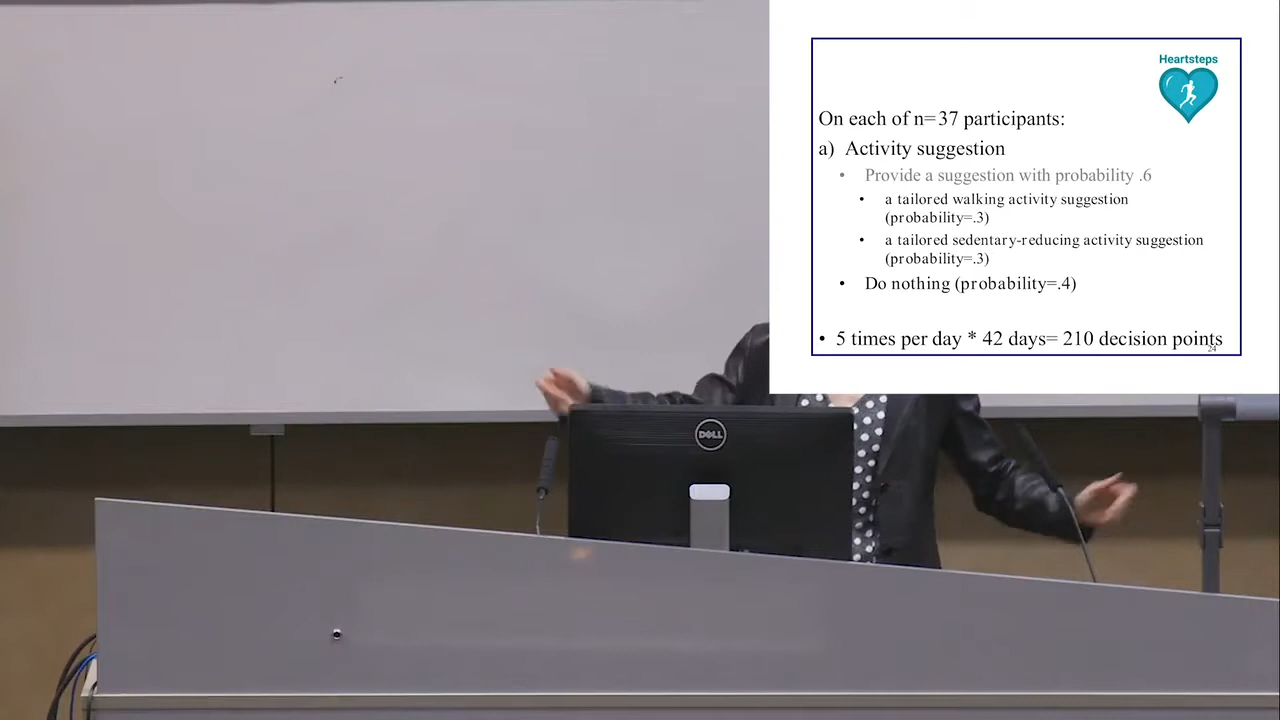 Heartsteps
On each of n=37 participants:
a) Activity suggestion
• Provide a suggestion with probability .6
• a tailored walking activity suggestion
(probability=.3)
• a tailored sedentary-reducing activity suggestion
(probability=.3)
• Do nothing (probability=.4)
• 5 times per day * 42 days= 210 decision points
24
DELL